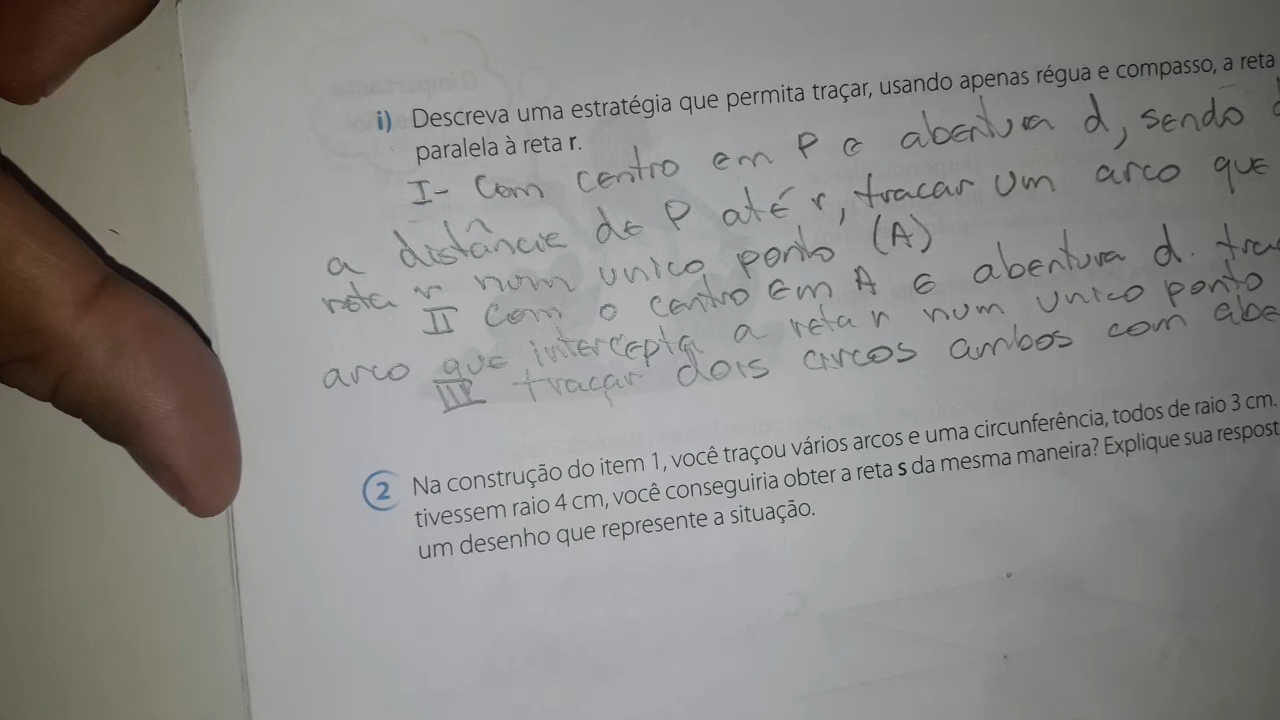 i) Descreva uma estratégia que permita traçar, usando apenas régua e compasso, a reta
paralela à reta r.
I- Com centro em P e abertura d, sendo
a distância de P até r, tracar um arco que
reta r num unico ponto (A)
II Com o centro em A e abertura d. tra
arco que intercepta a reta r num unico ponto
III traçar dois arcos ambos com abe
2 Na construção do item 1, você traçou vários arcos e uma circunferência, todos de raio 3 cm.
tivessem raio 4 cm, você conseguiria obter a reta s da mesma maneira? Explique sua respost
um desenho que represente a situação.